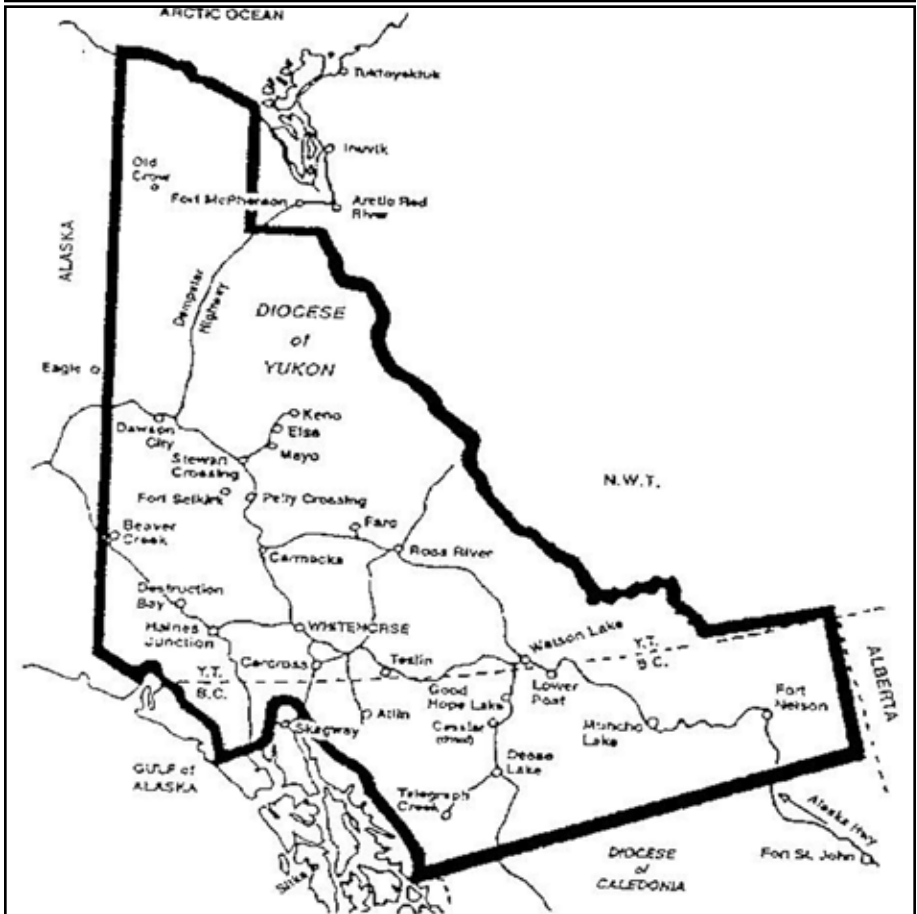 ARCTIC OCEAN
Tuktoyaktuk
Inuvik
Old
Crow
Fort McPherson
Arctic Red
River
ALASKA
Dempster
Highway
DIOCESE
of
YUKON
Eagle
Keno
Elsa
Mayo
Dawson
City
Stewart
Crossing
N.W.T.
Fort Selkirk
Pelly Crossing
Faro
Beaver
Creek
Carmacks
Ross River
Destruction
Bay
Haines
Junction
WHITEHORSE
Watson Lake
Y.T.
B.C.
ALBERTA
Carcross
Teslin
Y.T.
B.C.
Good
Hope Lake
Lower
Post
Fort
Nelson
Atlin
Skagway
Cassiar
(closed)
Muncho
Lake
GULF of
ALASKA
Dease
Lake
Telegraph
Creek
Alaska Hwy
Sitka
DIOCESE
of
CALEDONIA
Fort St. John